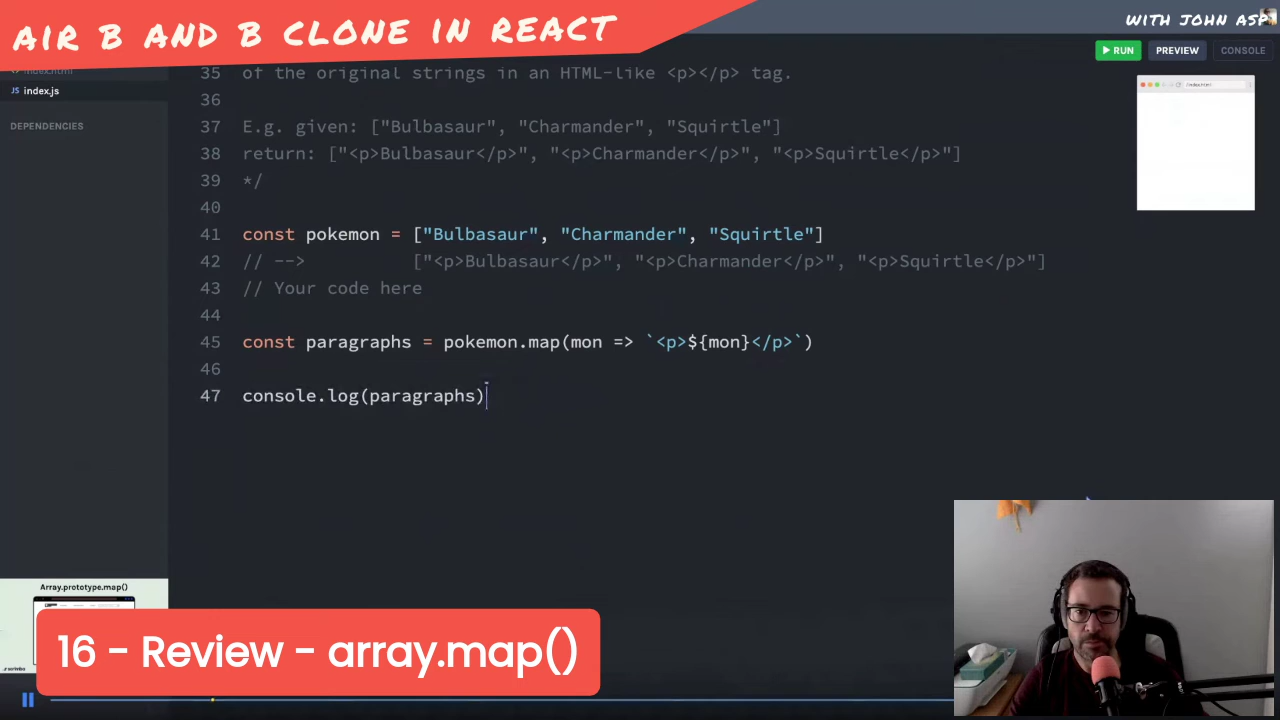 AIR B AND B CLONE IN REACT
WITH JOHN ASP
RUN
PREVIEW
CONSOLE
index.html
JS index.js
DEPENDENCIES
35 of the original strings in an HTML-like <p></p> tag.
36
37 E.g. given: ["Bulbasaur", "Charmander", "Squirtle"]
38 return: ["<p>Bulbasaur</p>", "<p>Charmander</p>", "<p>Squirtle</p>"]
39 */
40
41 const pokemon = ["Bulbasaur", "Charmander", "Squirtle"]
42 // --> ["<p>Bulbasaur</p>", "<p>Charmander</p>", "<p>Squirtle</p>"]
43 // Your code here
44
45 const paragraphs = pokemon.map(mon => `<p>${mon}</p>`)
46
47 console.log(paragraphs)
Array.prototype.map()
16 - Review - array.map()